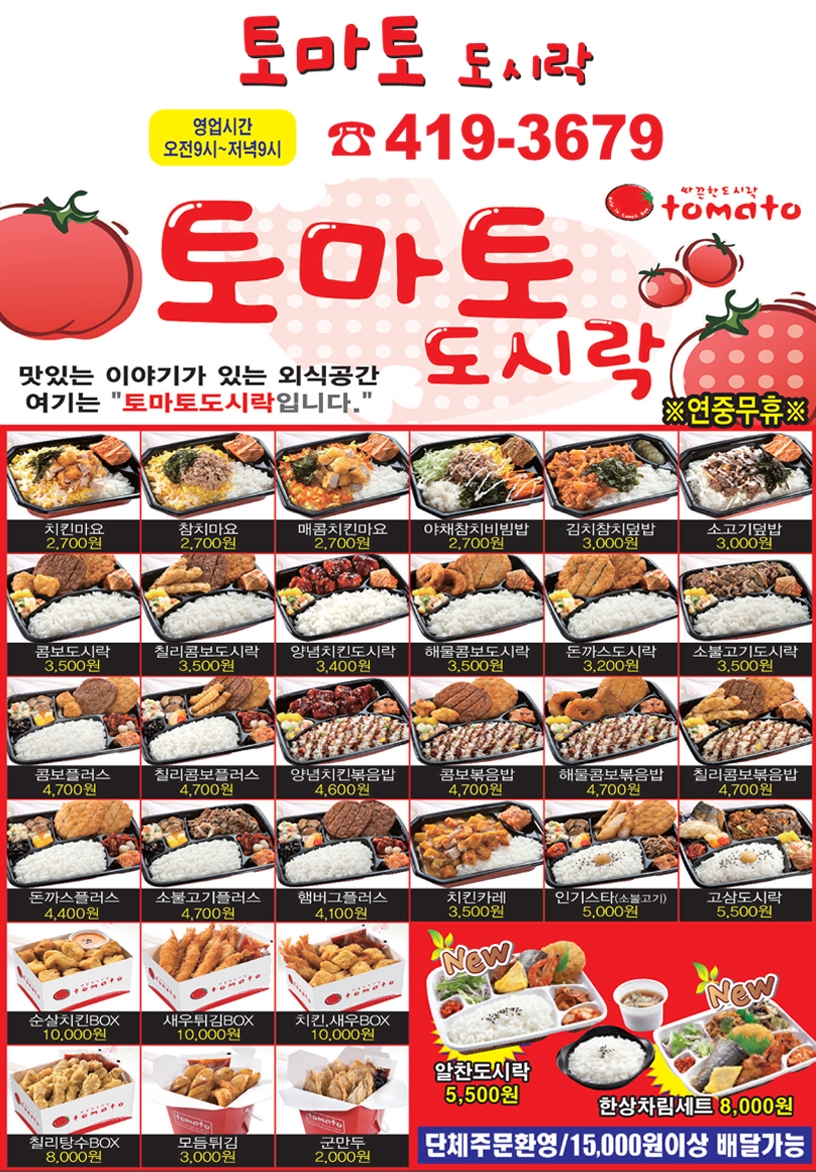 토마토 도시락
영업시간
오전9시~저녁9시
☎419-3679
따끈한도시락
tomato
토마토
도시락
맛있는 이야기가 있는 외식공간
여기는 "토마토도시락입니다."
※연중무휴※
치킨마요
2,700원
참치마요
2,700원
매콤치킨마요
2,700원
야채참치비빔밥
2,700원
김치참치덮밥
3,000원
소고기덮밥
3,000원
콤보도시락
3,500원
칠리콤보도시락
3,500원
양념치킨도시락
3,400원
해물콤보도시락
3,500원
돈까스도시락
3,200원
소불고기도시락
3,500원
콤보플러스
4,700원
칠리콤보플러스
4,700원
양념치킨볶음밥
4,600원
콤보볶음밥
4,700원
해물콤보볶음밥
4,700원
칠리콤보볶음밥
4,700원
돈까스플러스
4,400원
소불고기플러스
4,700원
햄버그플러스
4,100원
치킨카레
3,500원
인기스타(소불고기)
5,000원
고삼도시락
5,500원
순살치킨BOX
10,000원
새우튀김BOX
10,000원
치킨.새우BOX
10,000원
New
알찬도시락
5,500원
New
한상차림세트 8,000원
칠리탕수BOX
8,000원
모듬튀김
3,000원
군만두
2,000원
단체주문환영/15,000원이상 배달가능